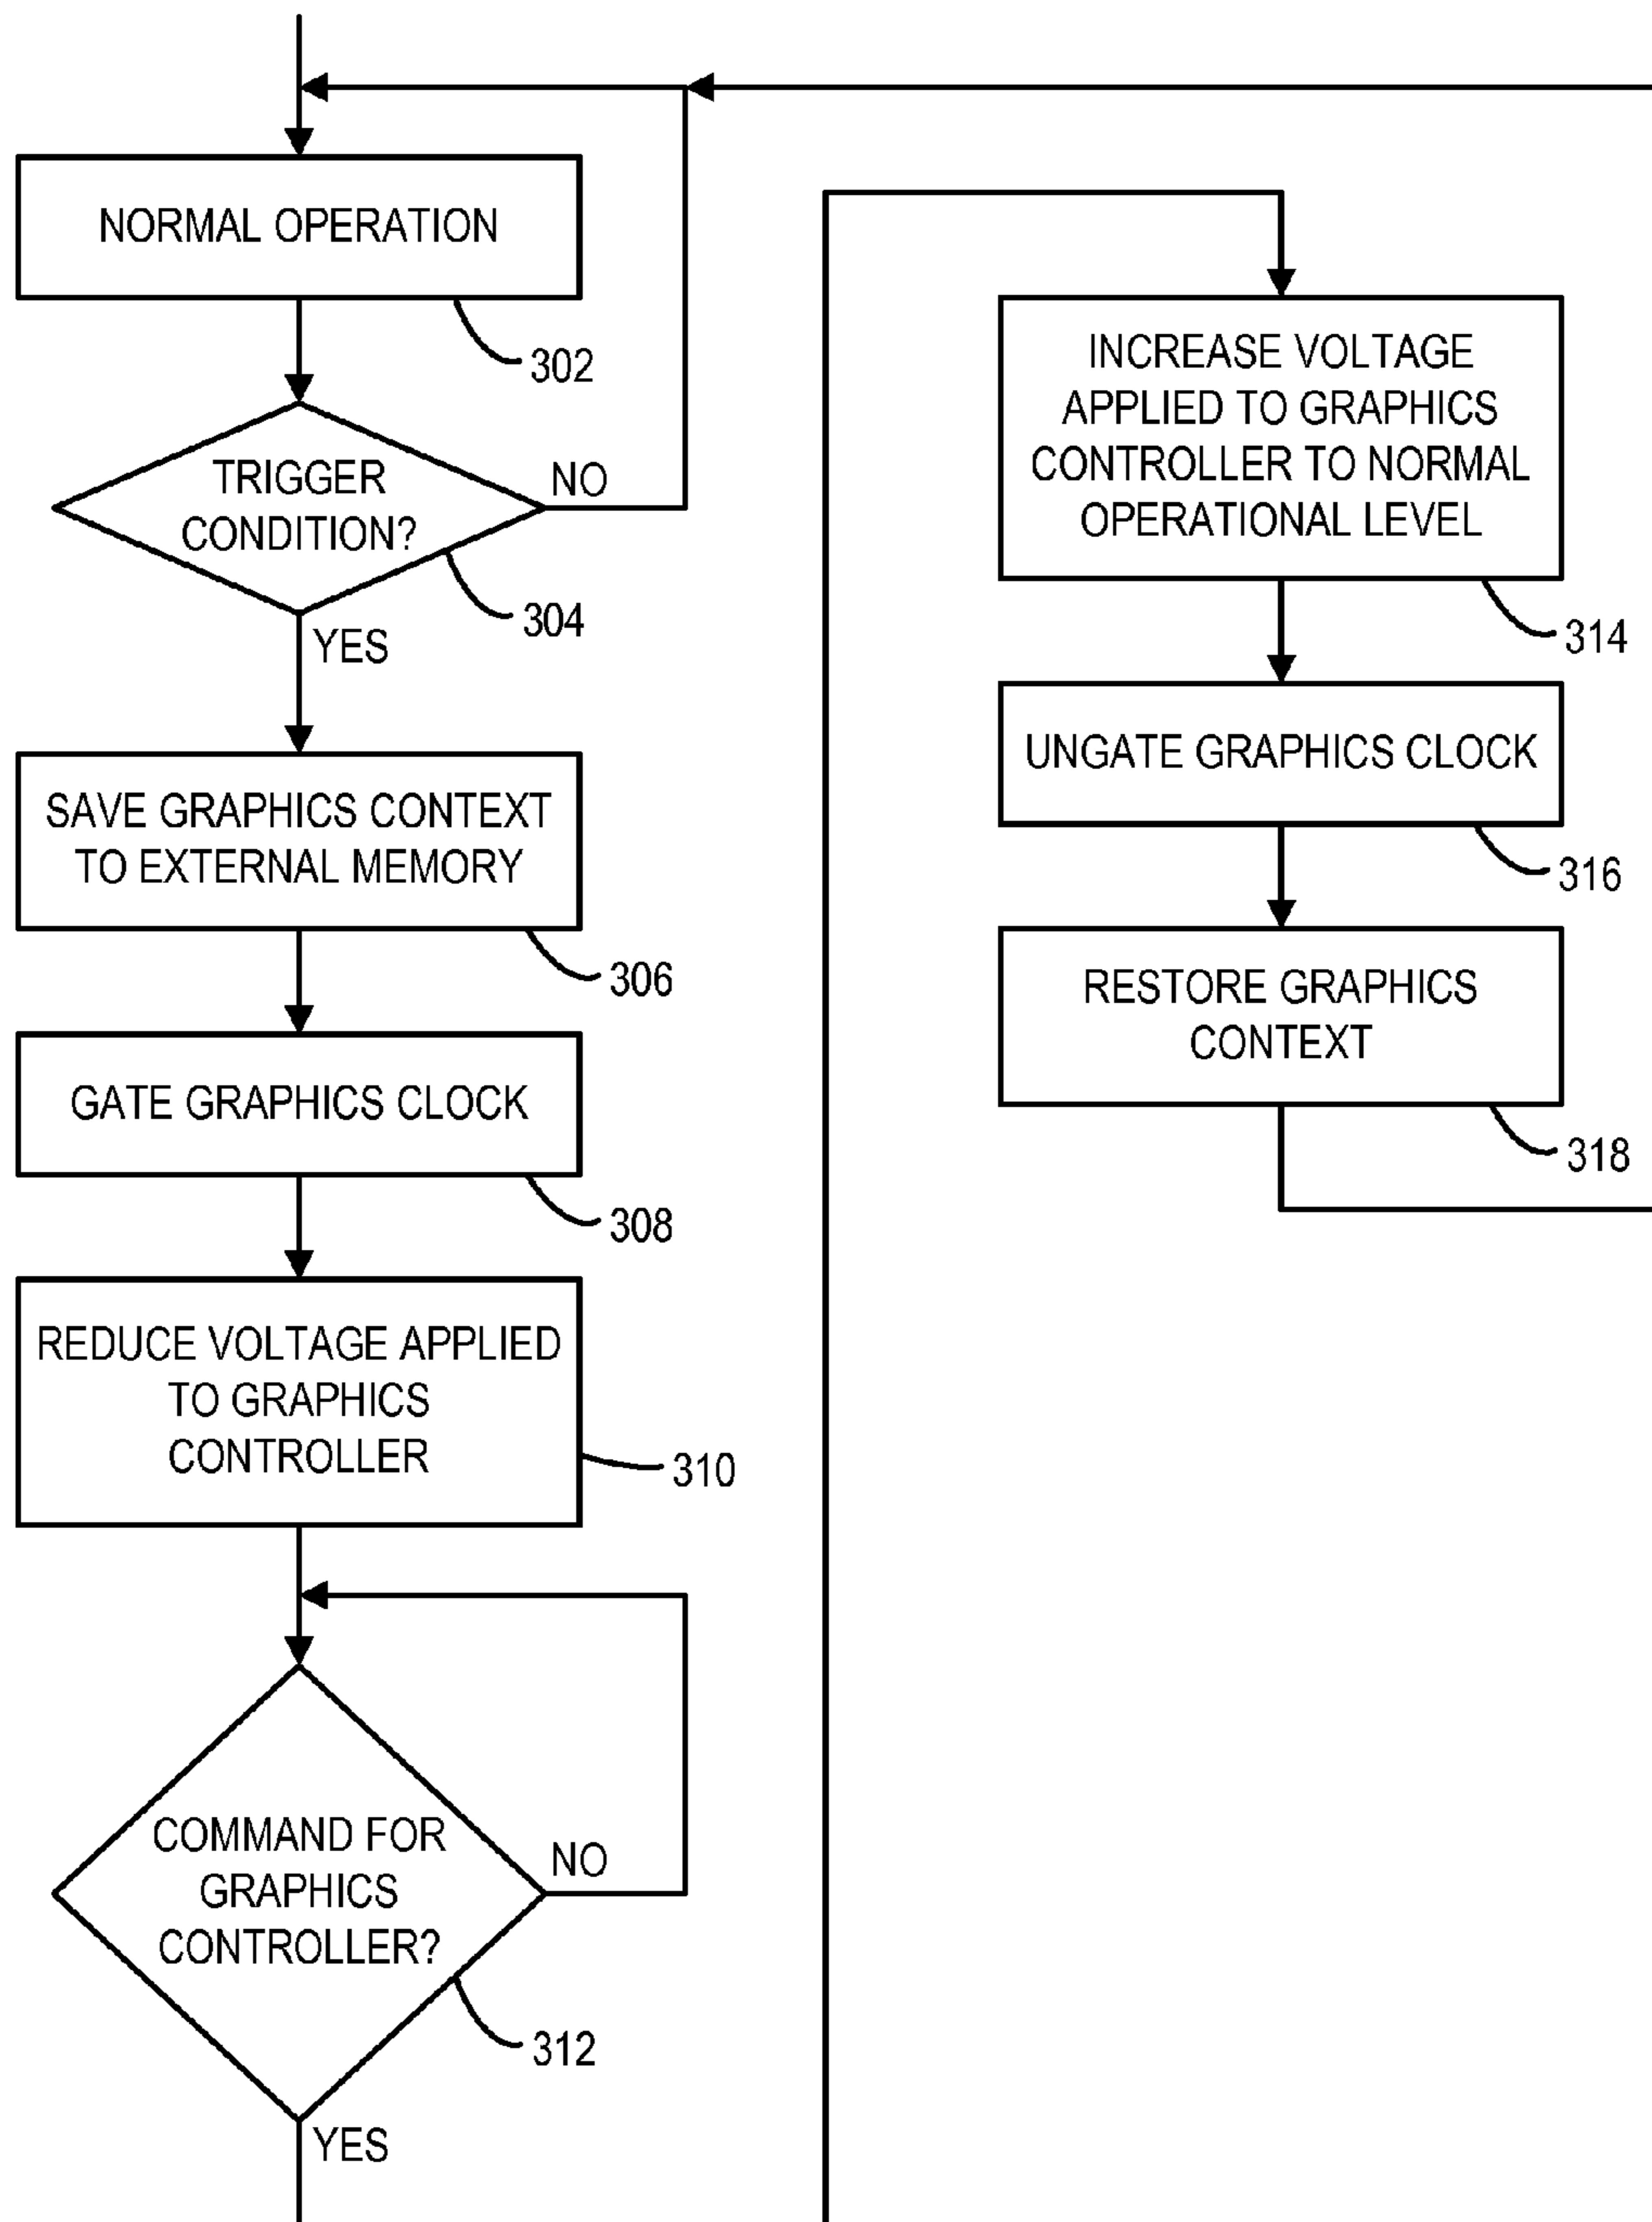 NORMAL OPERATION
302
TRIGGER
CONDITION?
NO
304
YES
SAVE GRAPHICS CONTEXT
TO EXTERNAL MEMORY
306
GATE GRAPHICS CLOCK
308
REDUCE VOLTAGE APPLIED
TO GRAPHICS
CONTROLLER
310
COMMAND FOR
GRAPHICS
CONTROLLER?
NO
312
YES
INCREASE VOLTAGE
APPLIED TO GRAPHICS
CONTROLLER TO NORMAL
OPERATIONAL LEVEL
314
UNGATE GRAPHICS CLOCK
316
RESTORE GRAPHICS
CONTEXT
318